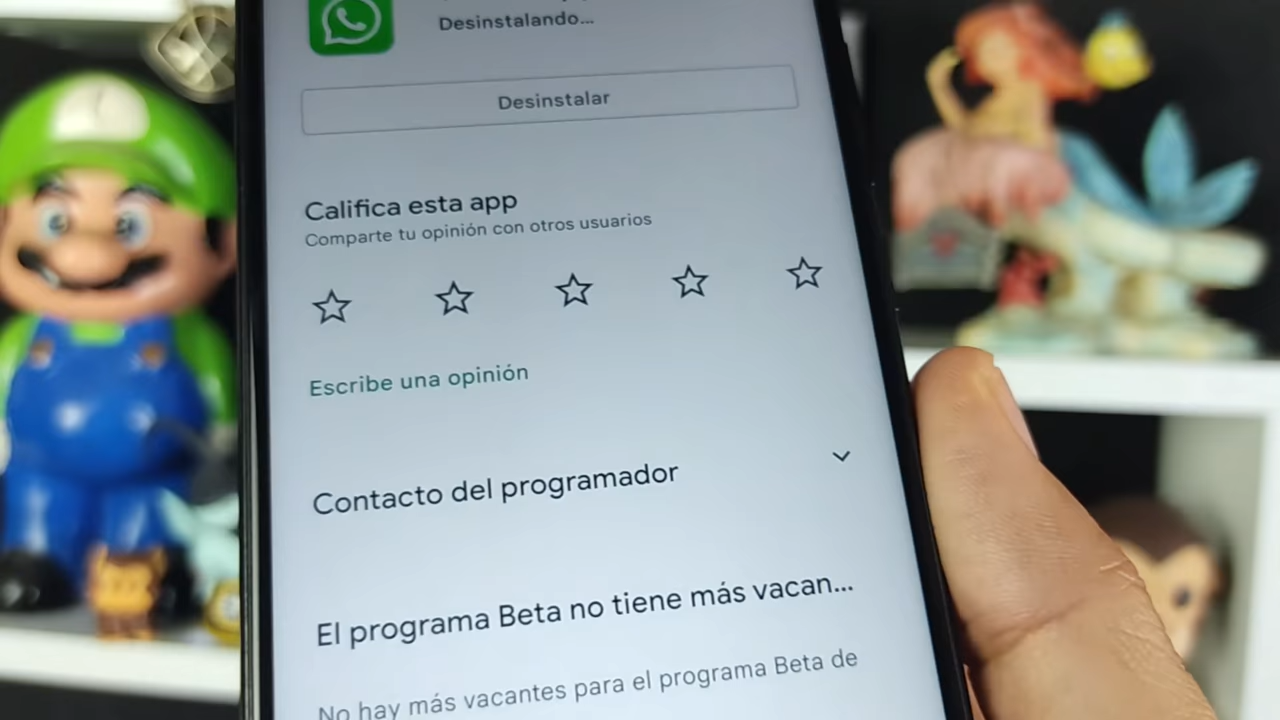 Desinstalando...
Desinstalar
Califica esta app
Comparte tu opinión con otros usuarios
Escribe una opinión
Contacto del programador
El programa Beta no tiene más vacan...
No hay más vacantes para el programa Beta de